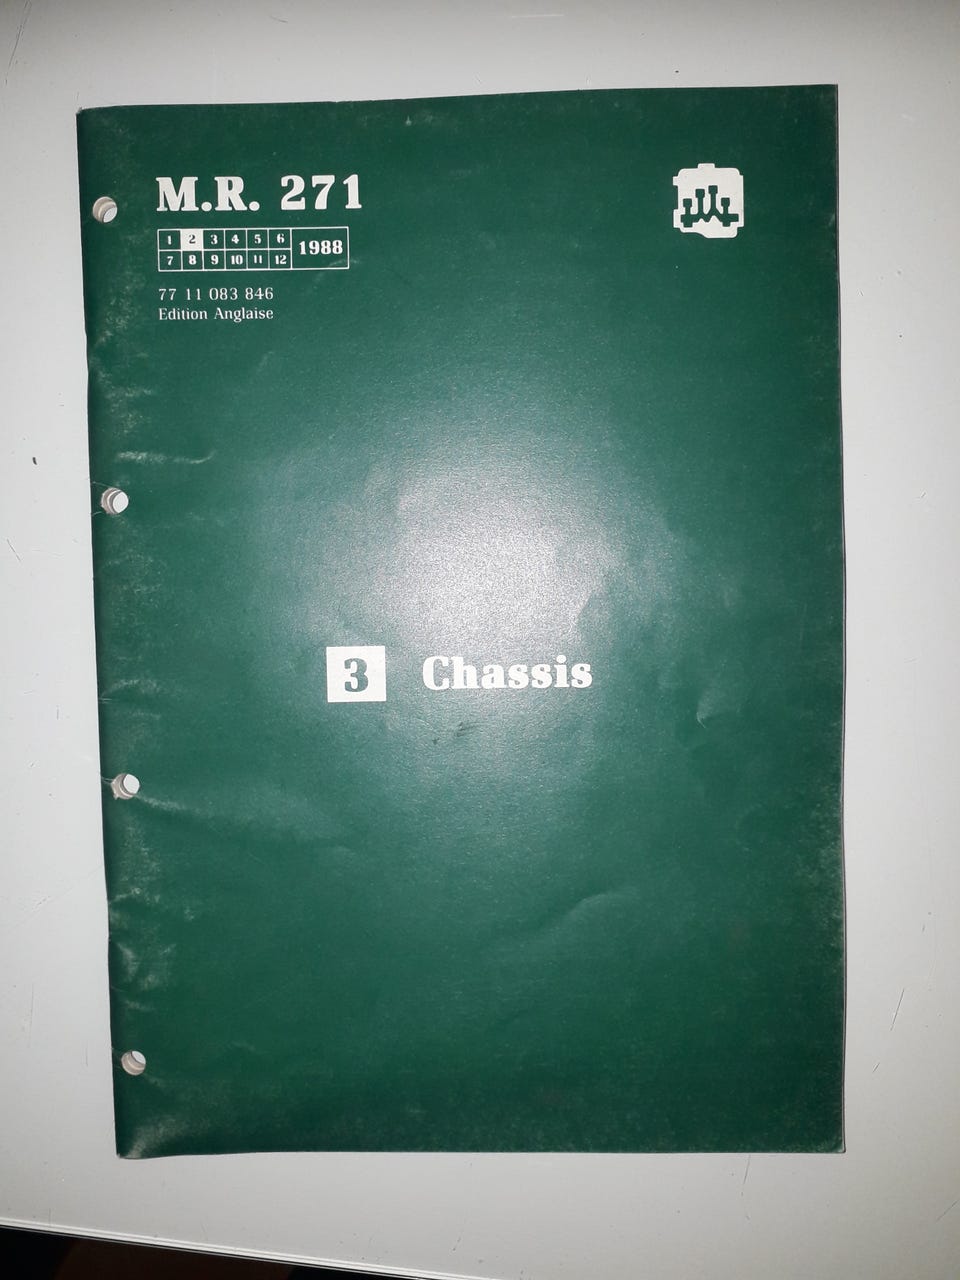 M.R. 271
1 2 3 4 5 6
7 8 9 10 11 12
1988
77 11 083 846
Edition Anglaise
3 Chassis